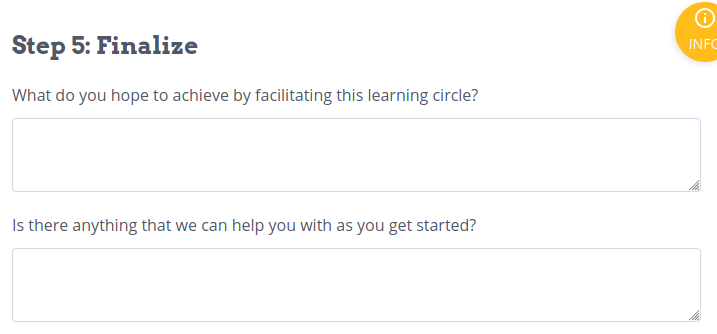 Step 5: Finalize
INFO
What do you hope to achieve by facilitating this learning circle?
Is there anything that we can help you with as you get started?